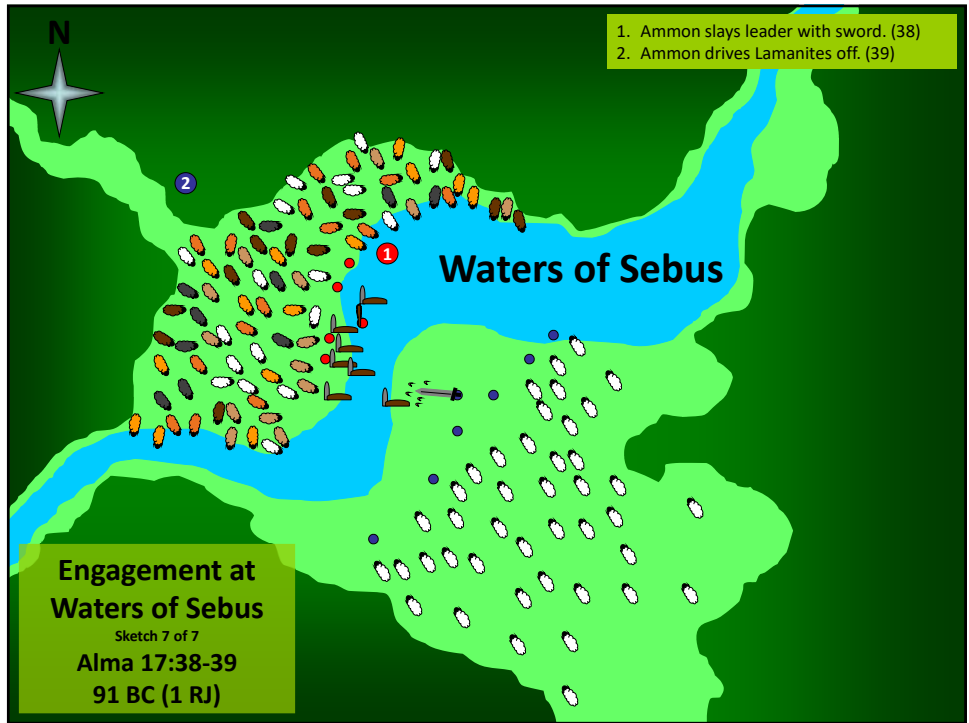 N
1. Ammon slays leader with sword. (38)
2. Ammon drives Lamanites off. (39)
2
1
Waters of Sebus
Engagement at
Waters of Sebus
Sketch 7 of 7
Alma 17:38-39
91 BC (1 RJ)